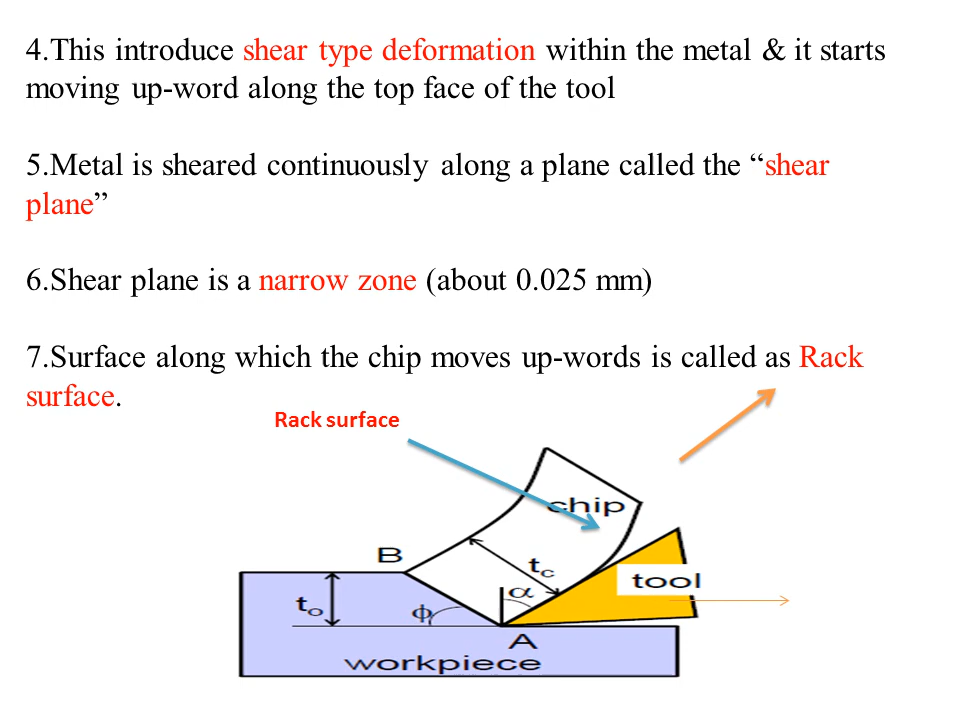 4.This introduce shear type deformation within the metal & it starts
moving up-word along the top face of the tool
5.Metal is sheared continuously along a plane called the “shear
plane”
6.Shear plane is a narrow zone (about 0.025 mm)
7.Surface along which the chip moves up-words is called as Rack
surface.
Rack surface
chip
B
tc
tool
to
ϕ
α
A
workpiece